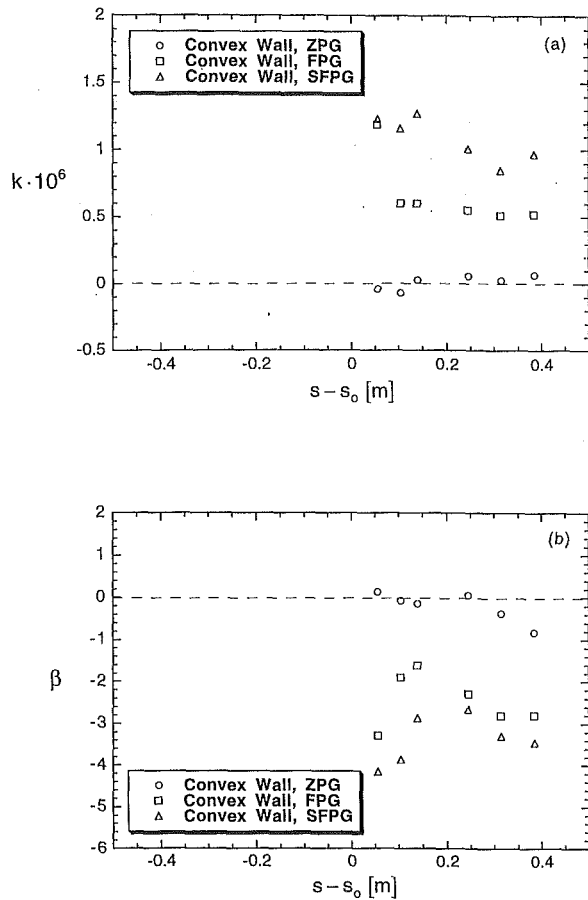 2
Convex Wall, ZPG
Convex Wall, FPG
Convex Wall, SFPG
(a)
1.5
1
k·10⁶
0.5
0
-0.5
-0.4 -0.2 0 0.2 0.4
s – s₀ [m]
2
(b)
1
0
-1
-2
β
-3
-4
Convex Wall, ZPG
Convex Wall, FPG
Convex Wall, SFPG
-5
-6
-0.4 -0.2 0 0.2 0.4
s – s₀ [m]